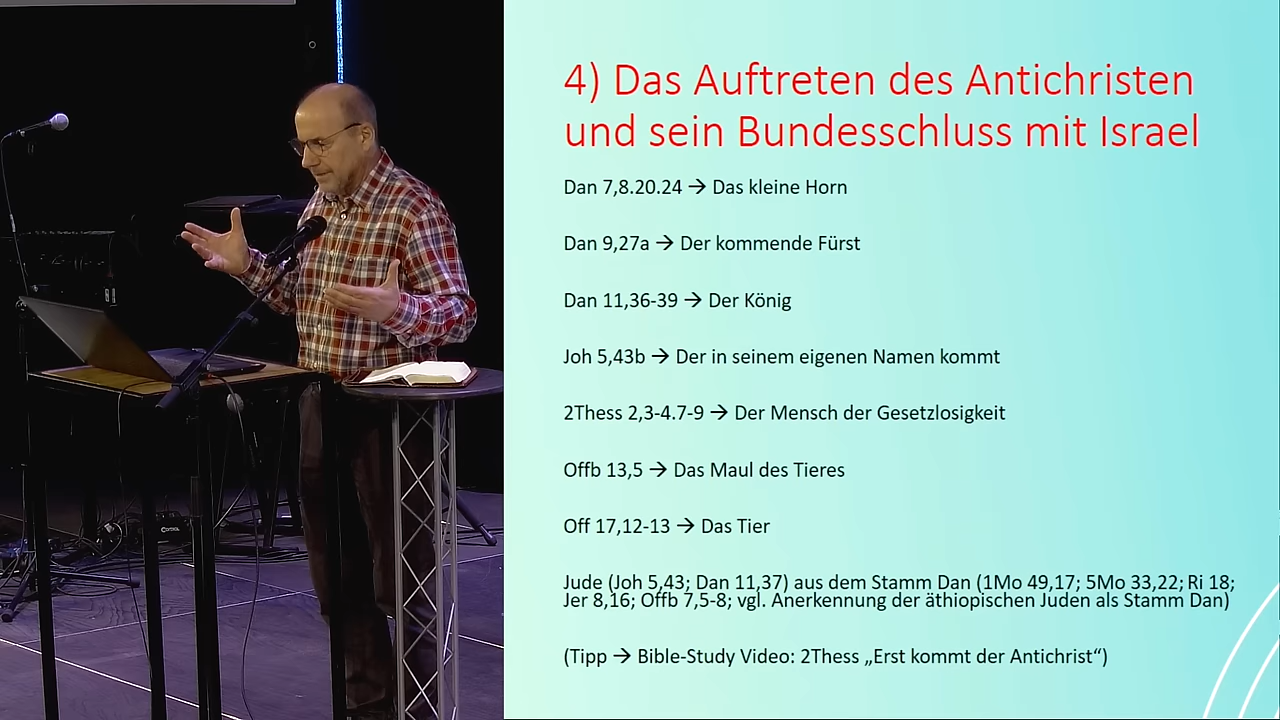 4) Das Auftreten des Antichristen
und sein Bundesschluss mit Israel
Dan 7,8.20.24 → Das kleine Horn
Dan 9,27a → Der kommende Fürst
Dan 11,36-39 → Der König
Joh 5,43b → Der in seinem eigenen Namen kommt
2Thess 2,3-4.7-9 → Der Mensch der Gesetzlosigkeit
Offb 13,5 → Das Maul des Tieres
Off 17,12-13 → Das Tier
Jude (Joh 5,43; Dan 11,37) aus dem Stamm Dan (1Mo 49,17; 5Mo 33,22; Ri 18;
Jer 8,16; Offb 7,5-8; vgl. Anerkennung der äthiopischen Juden als Stamm Dan)
(Tipp → Bible-Study Video: 2Thess „Erst kommt der Antichrist“)